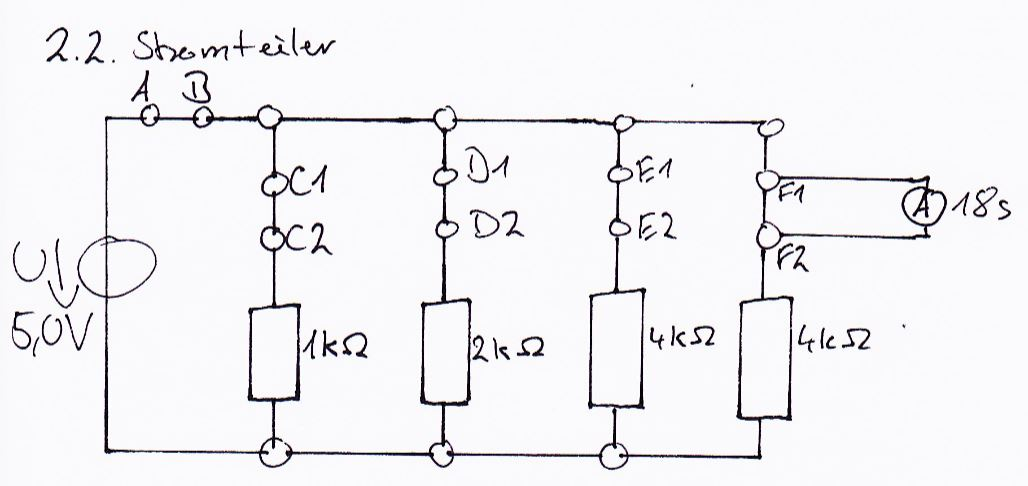 2.2. Stromteiler
A B
C1 D1 E1 F1 A 18s
C2 D2 E2 F2
U
5,0V
1kΩ 2kΩ 4kΩ 4kΩ